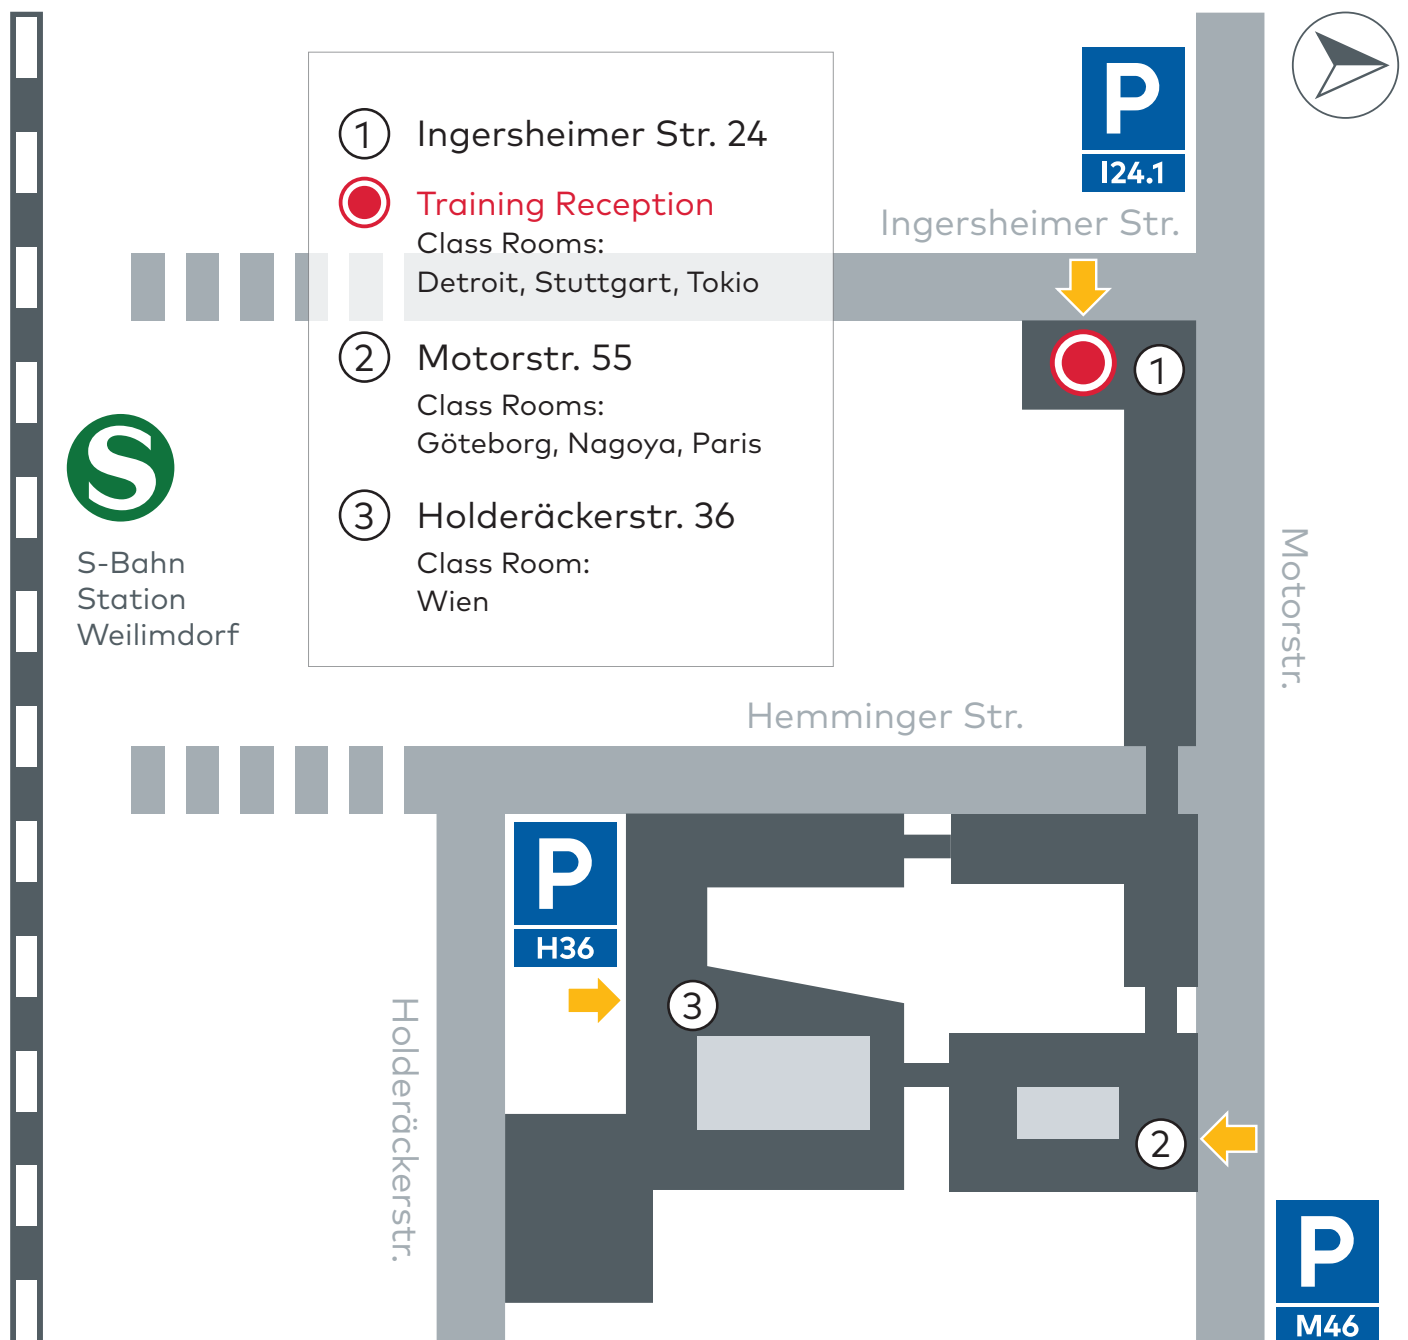 1 Ingersheimer Str. 24
Training Reception
Class Rooms:
Detroit, Stuttgart, Tokio
2 Motorstr. 55
Class Rooms:
Göteborg, Nagoya, Paris
3 Holderäckerstr. 36
Class Room:
Wien
P
I24.1
Ingersheimer Str.
1
S
S-Bahn
Station
Weilimdorf
Motorstr.
Hemminger Str.
P
H36
3
Holderäckerstr.
2
P
M46